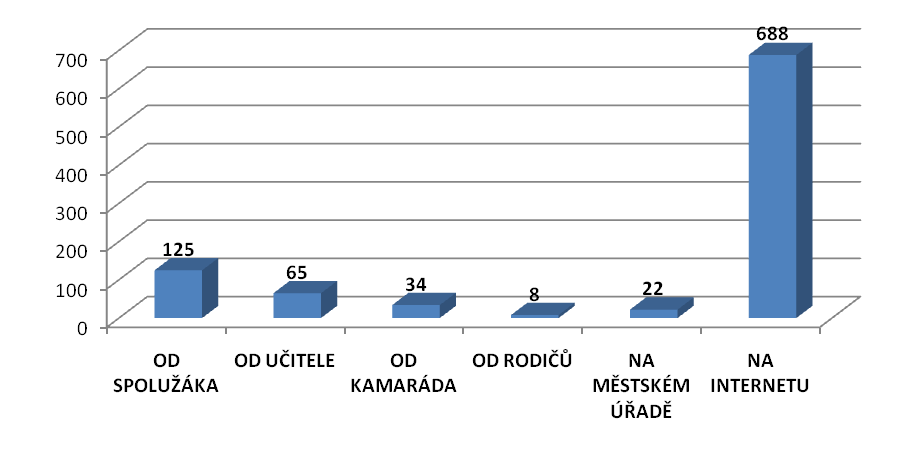 700
600
500
400
300
200
100
0
125
65
34
8
22
688
OD
SPOLUŽÁKA
OD UČITELE
OD
KAMARÁDA
OD RODIČŮ
NA
MĚSTSKÉM
ÚŘADĚ
NA
INTERNETU